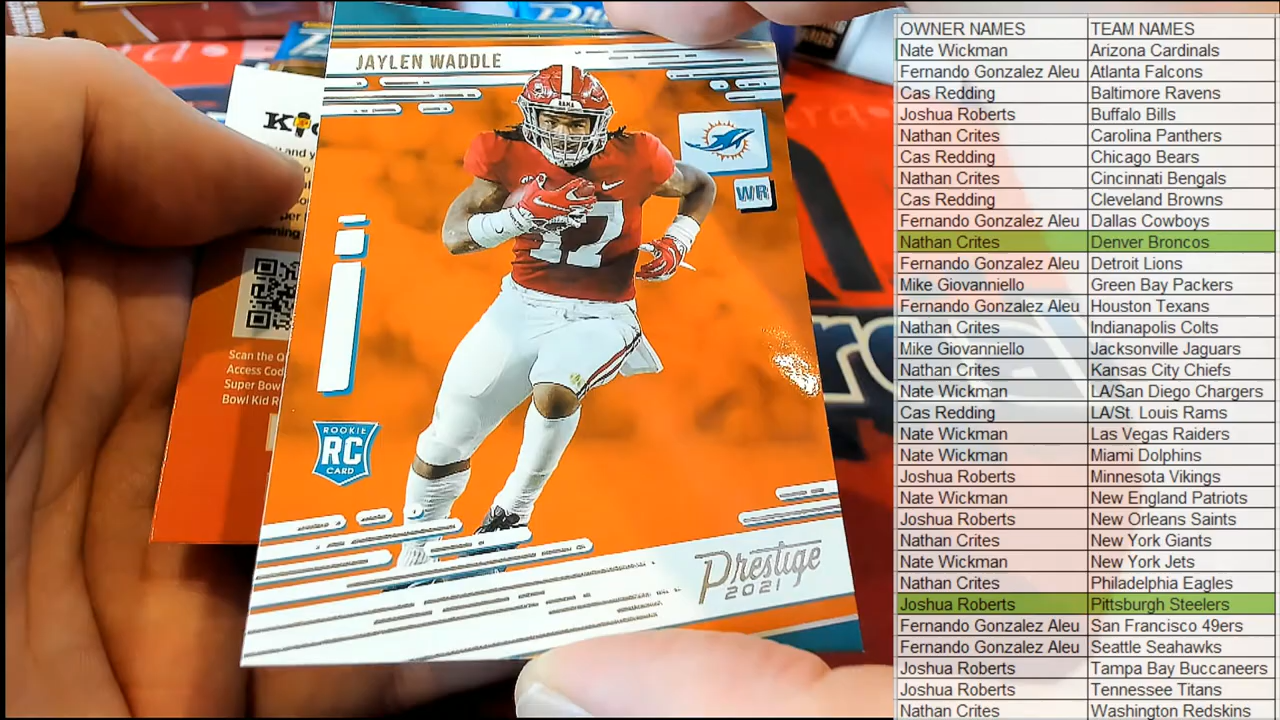 JAYLEN WADDLE
BAMA
17
WR
ROOKIE
RC
CARD
Prestige
2021
and y
Scan the Q
Access Cod
Super Bow
Bowl Kid R
OWNER NAMES TEAM NAMES
Nate Wickman Arizona Cardinals
Fernando Gonzalez Aleu Atlanta Falcons
Cas Redding Baltimore Ravens
Joshua Roberts Buffalo Bills
Nathan Crites Carolina Panthers
Cas Redding Chicago Bears
Nathan Crites Cincinnati Bengals
Cas Redding Cleveland Browns
Fernando Gonzalez Aleu Dallas Cowboys
Nathan Crites Denver Broncos
Fernando Gonzalez Aleu Detroit Lions
Mike Giovanniello Green Bay Packers
Fernando Gonzalez Aleu Houston Texans
Nathan Crites Indianapolis Colts
Mike Giovanniello Jacksonville Jaguars
Nathan Crites Kansas City Chiefs
Nate Wickman LA/San Diego Chargers
Cas Redding LA/St. Louis Rams
Nate Wickman Las Vegas Raiders
Nate Wickman Miami Dolphins
Joshua Roberts Minnesota Vikings
Nate Wickman New England Patriots
Joshua Roberts New Orleans Saints
Nathan Crites New York Giants
Nate Wickman New York Jets
Nathan Crites Philadelphia Eagles
Joshua Roberts Pittsburgh Steelers
Fernando Gonzalez Aleu San Francisco 49ers
Fernando Gonzalez Aleu Seattle Seahawks
Joshua Roberts Tampa Bay Buccaneers
Joshua Roberts Tennessee Titans
Nathan Crites Washington Redskins